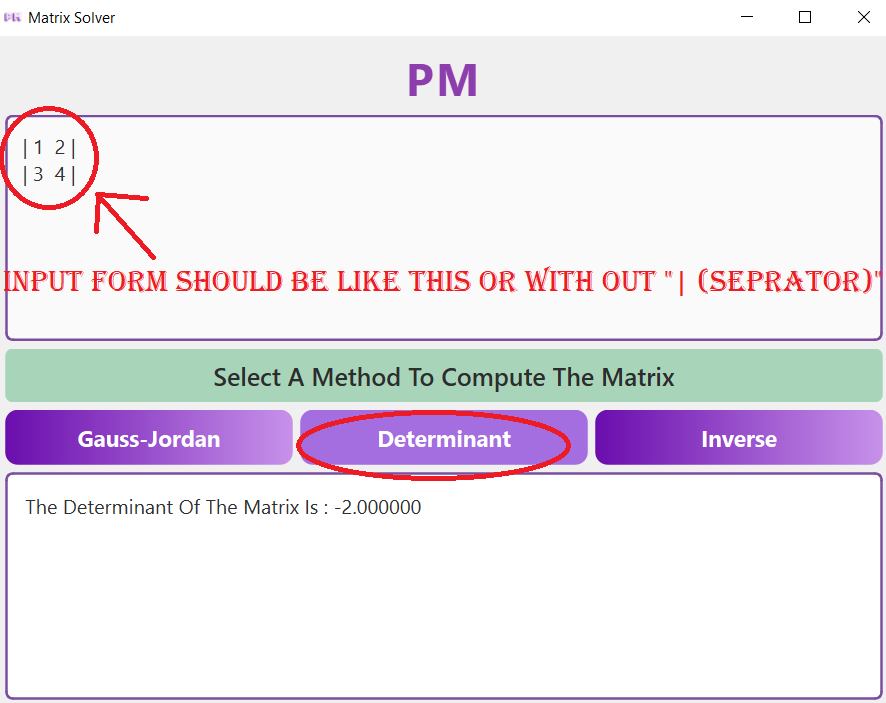 PM Matrix Solver
PM
|1 2|
|3 4|
INPUT FORM SHOULD BE LIKE THIS OR WITH OUT "| (SEPRATOR)"
Select A Method To Compute The Matrix
Gauss-Jordan
Determinant
Inverse
The Determinant Of The Matrix Is : -2.000000